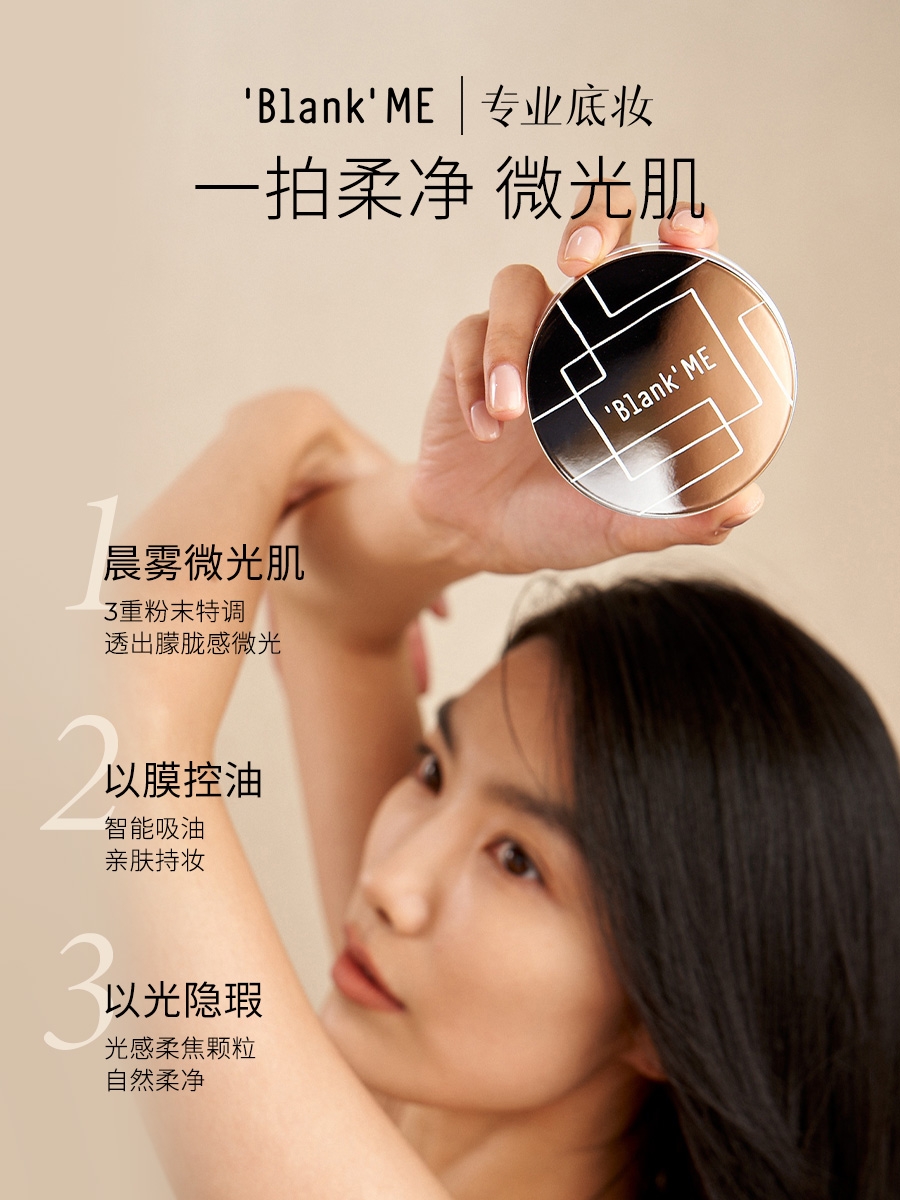 'Blank'ME | 专业底妆
一拍柔净 微光肌
'Blank'ME
1
晨雾微光肌
3重粉末特调
透出朦胧感微光
2
以膜控油
智能吸油
亲肤持妆
3
以光隐瑕
光感柔焦颗粒
自然柔净